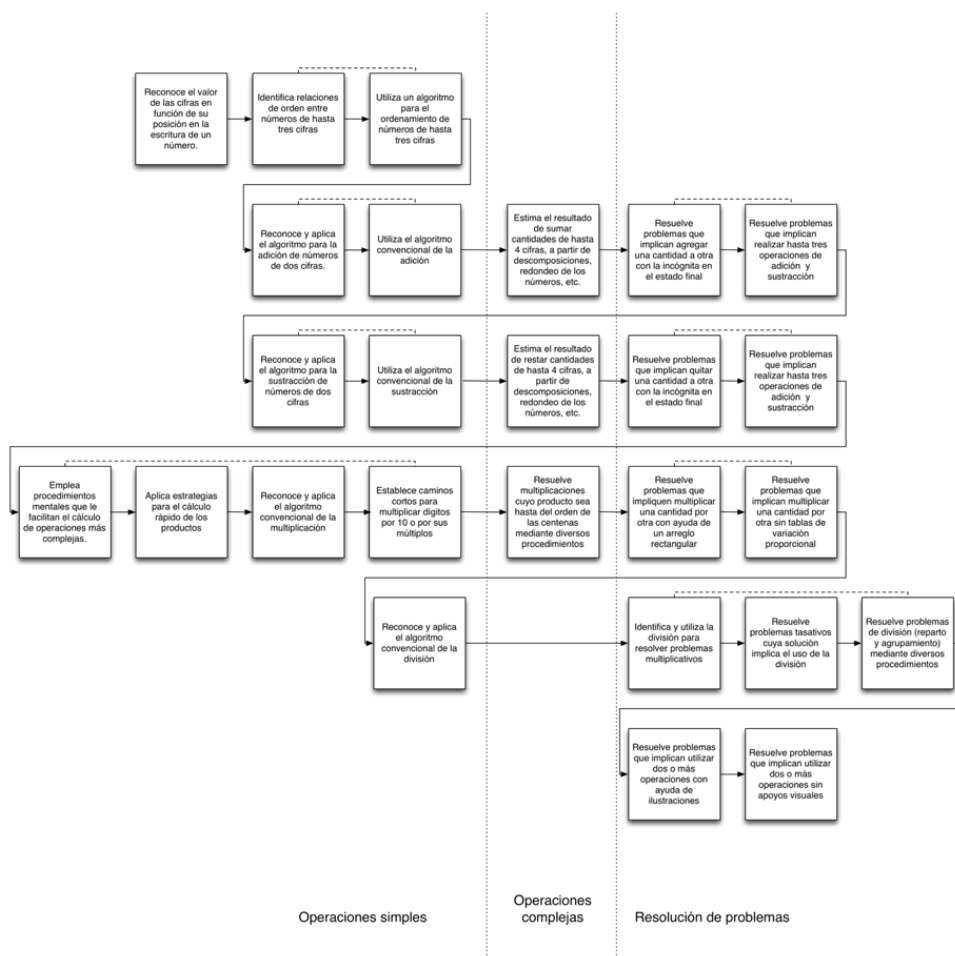 Reconoce el valor
de las cifras en
función de su
posición en la
escritura de un
número.
Identifica relaciones
de orden entre
números de hasta
tres cifras
Utiliza un algoritmo
para el
ordenamiento de
números de hasta
tres cifras
Reconoce y aplica
el algoritmo para la
adición de números
de dos cifras.
Utiliza el algoritmo
convencional de la
adición
Estima el resultado
de sumar
cantidades de hasta
4 cifras, a partir de
descomposiciones,
redondeo de los
números, etc.
Resuelve
problemas que
implican agregar
una cantidad a otra
con la incógnita en
el estado final
Resuelve problemas
que implican
realizar hasta tres
operaciones de
adición y
sustracción
Reconoce y aplica
el algoritmo para la
sustracción de
números de dos
cifras
Utiliza el algoritmo
convencional de la
sustracción
Estima el resultado
de restar cantidades
de hasta 4 cifras, a
partir de
descomposiciones,
redondeo de los
números, etc.
Resuelve problemas
que implican quitar
una cantidad a otra
con la incógnita en
el estado final
Resuelve problemas
que implican
realizar hasta tres
operaciones de
adición y
sustracción
Emplea
procedimientos
mentales que le
facilitan el cálculo
de operaciones más
complejas.
Aplica estrategias
para el cálculo
rápido de los
productos
Reconoce y aplica
el algoritmo
convencional de la
multiplicación
Establece caminos
cortos para
multiplicar dígitos
por 10 o por sus
múltiplos
Resuelve
multiplicaciones
cuyo producto sea
hasta del orden de
las centenas
mediante diversos
procedimientos
Resuelve
problemas que
impliquen multiplicar
una cantidad por
otra con ayuda de
un arreglo
rectangular
Resuelve
problemas que
implican multiplicar
una cantidad por
otra sin tablas de
variación
proporcional
Reconoce y aplica
el algoritmo
convencional de la
división
Identifica y utiliza la
división para
resolver problemas
multiplicativos
Resuelve
problemas tasativos
cuya solución
implica el uso de la
división
Resuelve problemas
de división (reparto
y agrupamiento)
mediante diversos
procedimientos
Resuelve problemas
que implican utilizar
dos o más
operaciones con
ayuda de
ilustraciones
Resuelve problemas
que implican utilizar
dos o más
operaciones sin
apoyos visuales
Operaciones simples
Operaciones
complejas
Resolución de problemas